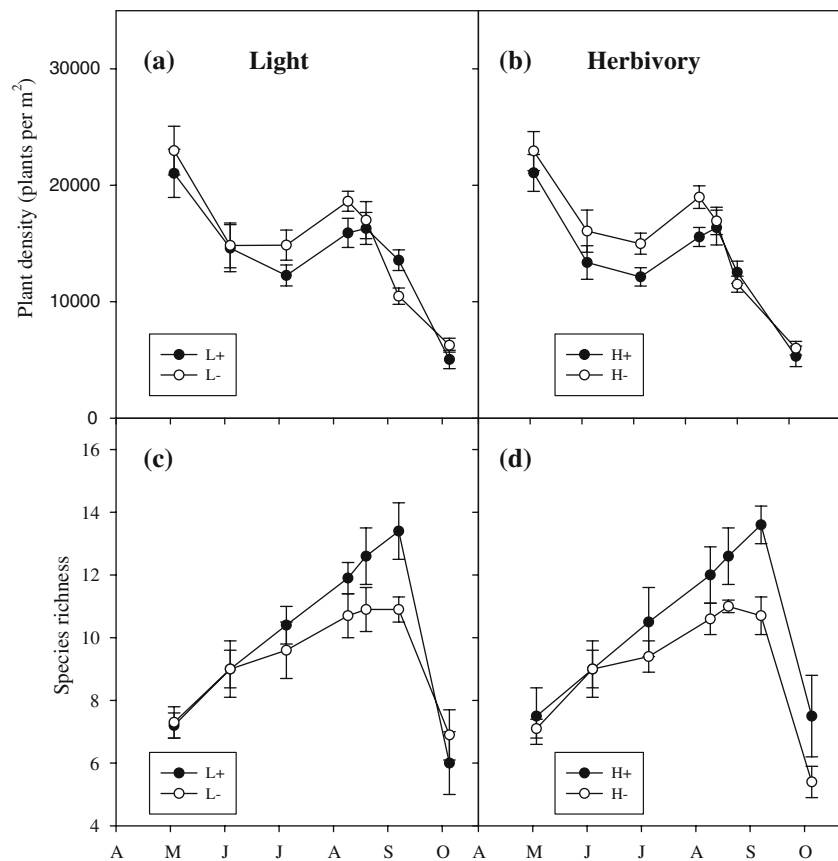 (a) Light
(b) Herbivory
Plant density (plants per m²)
30000
20000
10000
0
L+
L-
H+
H-
(c)
(d)
Species richness
16
14
12
10
8
6
4
L+
L-
H+
H-
A M J J A S O A M J J A S O